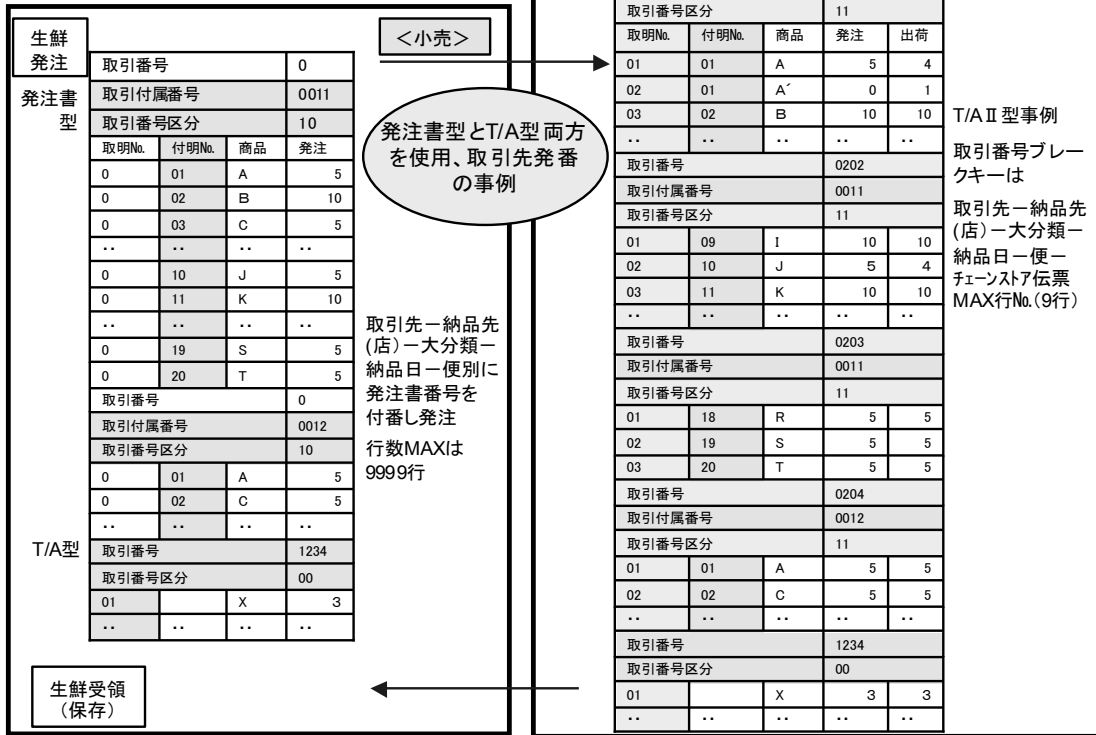 生鮮
発注
発注書
型
取引番号 0
取引付属番号 0011
取引番号区分 10
取明No. 付明No. 商品 発注
0 01 A 5
0 02 B 10
0 03 C 5
‥ ‥ ‥ ‥
0 10 J 5
0 11 K 10
‥ ‥ ‥ ‥
0 19 S 5
0 20 T 5
取引番号 0
取引付属番号 0012
取引番号区分 10
0 01 A 5
0 02 C 5
‥ ‥ ‥ ‥
T/A型
取引番号 1234
取引番号区分 00
01 X 3
‥ ‥ ‥ ‥
生鮮受領
（保存）
＜小売＞
発注書型とT/A型両方
を使用、取引先発番
の事例
取引先－納品先
(店)－大分類－
納品日－便別に
発注書番号を
付番し発注
行数MAXは
9999行
取引番号区分 11
取明No. 付明No. 商品 発注 出荷
01 01 A 5 4
02 01 A´ 0 1
03 02 B 10 10
‥ ‥ ‥ ‥ ‥
取引番号 0202
取引付属番号 0011
取引番号区分 11
01 09 I 10 10
02 10 J 5 4
03 11 K 10 10
‥ ‥ ‥ ‥ ‥
取引番号 0203
取引付属番号 0011
取引番号区分 11
01 18 R 5 5
02 19 S 5 5
03 20 T 5 5
取引番号 0204
取引付属番号 0012
取引番号区分 11
01 01 A 5 5
02 02 C 5 5
‥ ‥ ‥ ‥ ‥
取引番号 1234
取引番号区分 00
01 X 3 3
‥ ‥ ‥ ‥ ‥
T/AⅡ型事例
取引番号ブレー
クキーは
取引先－納品先
(店)－大分類－
納品日－便－
ﾁｪｰﾝｽﾄｱ伝票
MAX行No.（9行）